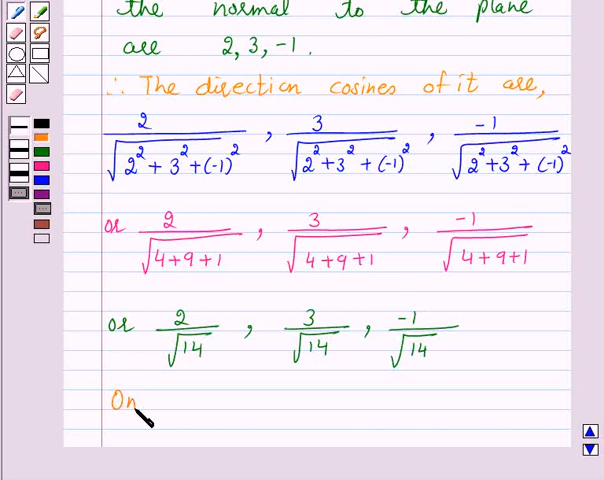 the normal to the plane
are 2, 3, -1.
∴ The direction cosines of it are,
2/√(2² + 3² + (-1)²), 3/√(2² + 3² + (-1)²), -1/√(2² + 3² + (-1)²)
or 2/√(4+9+1), 3/√(4+9+1), -1/√(4+9+1)
or 2/√14, 3/√14, -1/√14
On